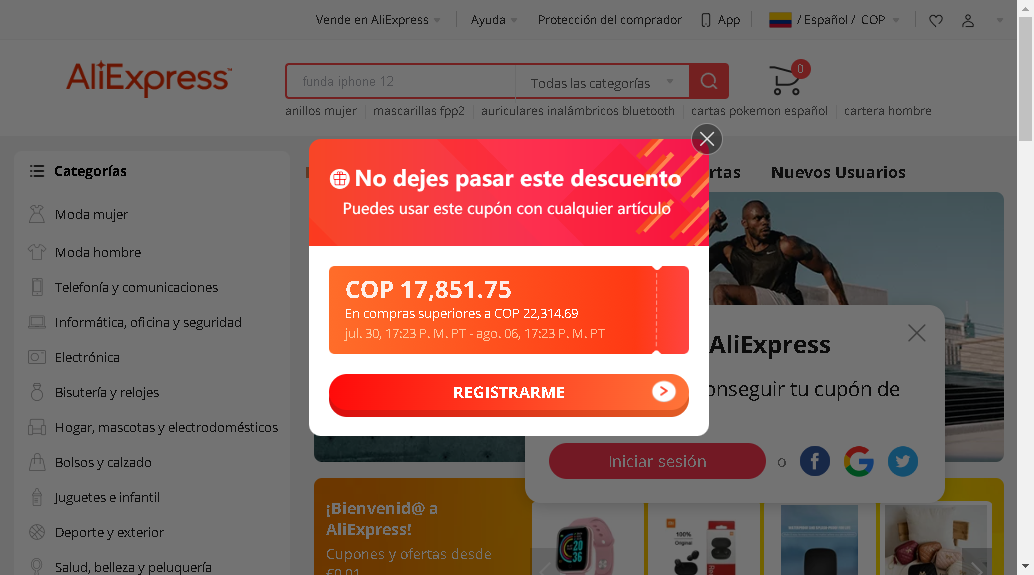 Vende en AliExpress
Ayuda
Protección del comprador
App
/ Español / COP
AliExpress
funda iphone 12
Todas las categorías
0
anillos mujer
mascarillas fpp2
auriculares inalámbricos bluetooth
cartas pokemon español
cartera hombre
Categorías
Moda mujer
Moda hombre
Telefonía y comunicaciones
Informática, oficina y seguridad
Electrónica
Bisutería y relojes
Hogar, mascotas y electrodomésticos
Bolsos y calzado
Juguetes e infantil
Deporte y exterior
Salud, belleza y peluquería
rtas
Nuevos Usuarios
No dejes pasar este descuento
Puedes usar este cupón con cualquier artículo
COP 17,851.75
En compras superiores a COP 22,314.69
jul. 30, 17:23 P. M. PT - ago. 06, 17:23 P. M. PT
REGISTRARME
AliExpress
onseguir tu cupón de
Iniciar sesión
o
¡Bienvenid@ a
AliExpress!
Cupones y ofertas desde
€0,01
100%